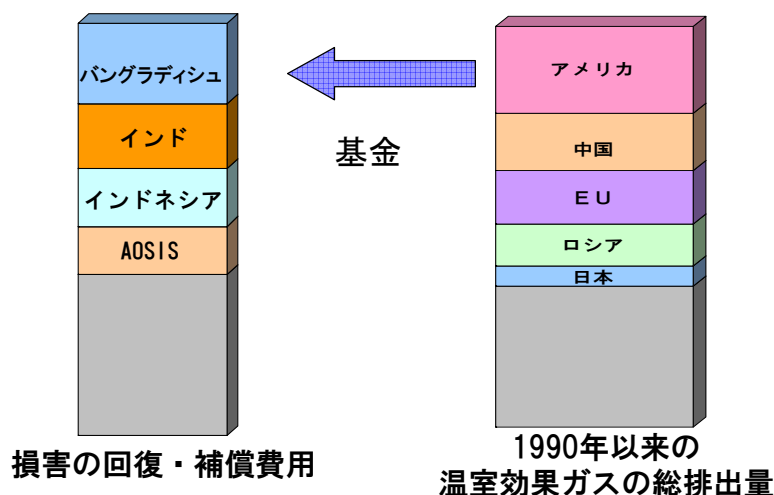 バングラディシュ
インド
インドネシア
AOSIS
損害の回復・補償費用
基金
アメリカ
中国
ＥＵ
ロシア
日本
1990年以来の
温室効果ガスの総排出量